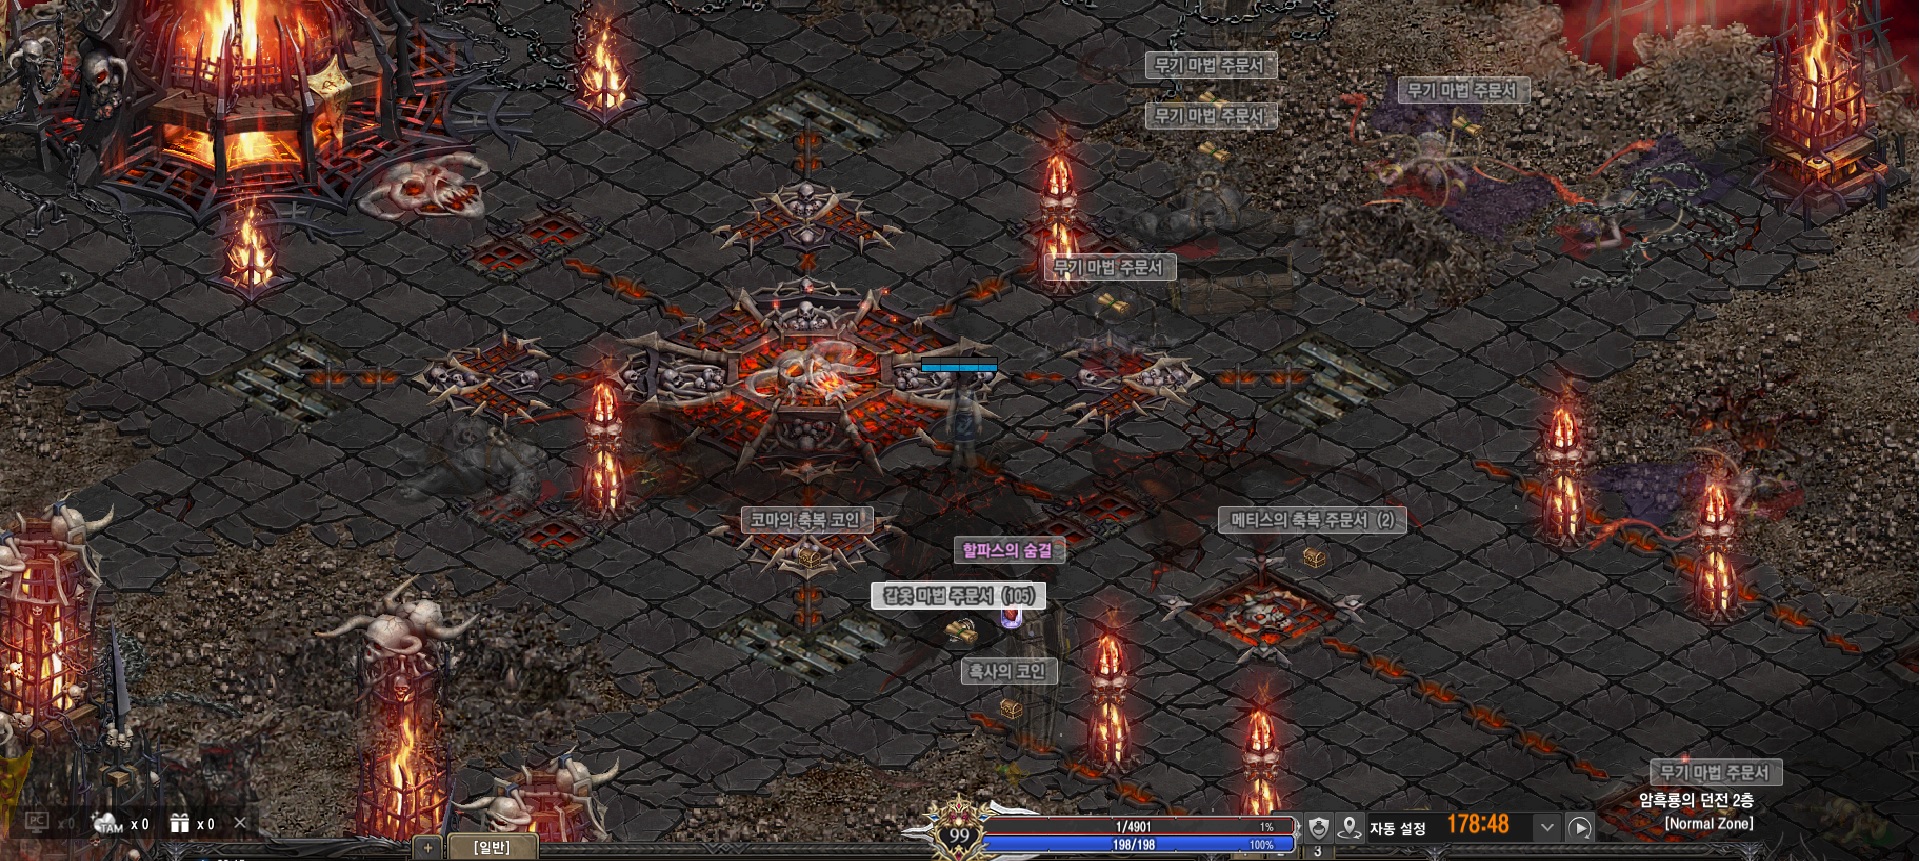 무기 마법 주문서
무기 마법 주문서
무기 마법 주문서
무기 마법 주문서
코마의 축복 코인
메티스의 축복 주문서 (2)
할파스의 숨결
갑옷 마법 주문서 (105)
흑사의 코인
무기 마법 주문서
암흑룡의 던전 2층
[Normal Zone]
PC x 0
TAM x 0
x 0
[일반]
99
1/4901
1%
198/198
100%
자동 설정
178:48
3